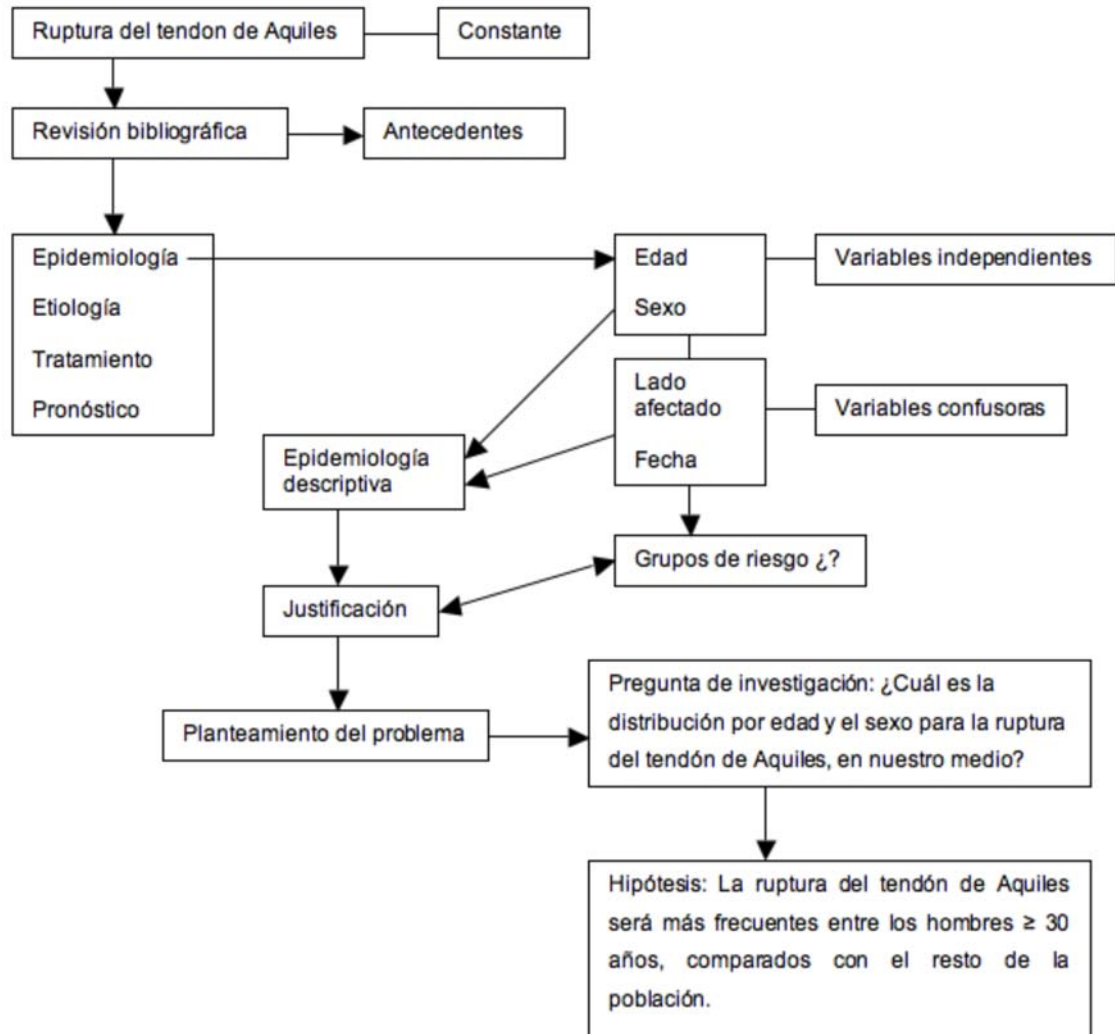 Ruptura del tendon de Aquiles
Constante
Revisión bibliográfica
Antecedentes
Epidemiología
Etiología
Tratamiento
Pronóstico
Edad
Sexo
Variables independientes
Lado
afectado
Fecha
Variables confusoras
Epidemiología
descriptiva
Grupos de riesgo ¿?
Justificación
Planteamiento del problema
Pregunta de investigación: ¿Cuál es la
distribución por edad y el sexo para la ruptura
del tendón de Aquiles, en nuestro medio?
Hipótesis: La ruptura del tendón de Aquiles
será más frecuentes entre los hombres ≥ 30
años, comparados con el resto de la
población.